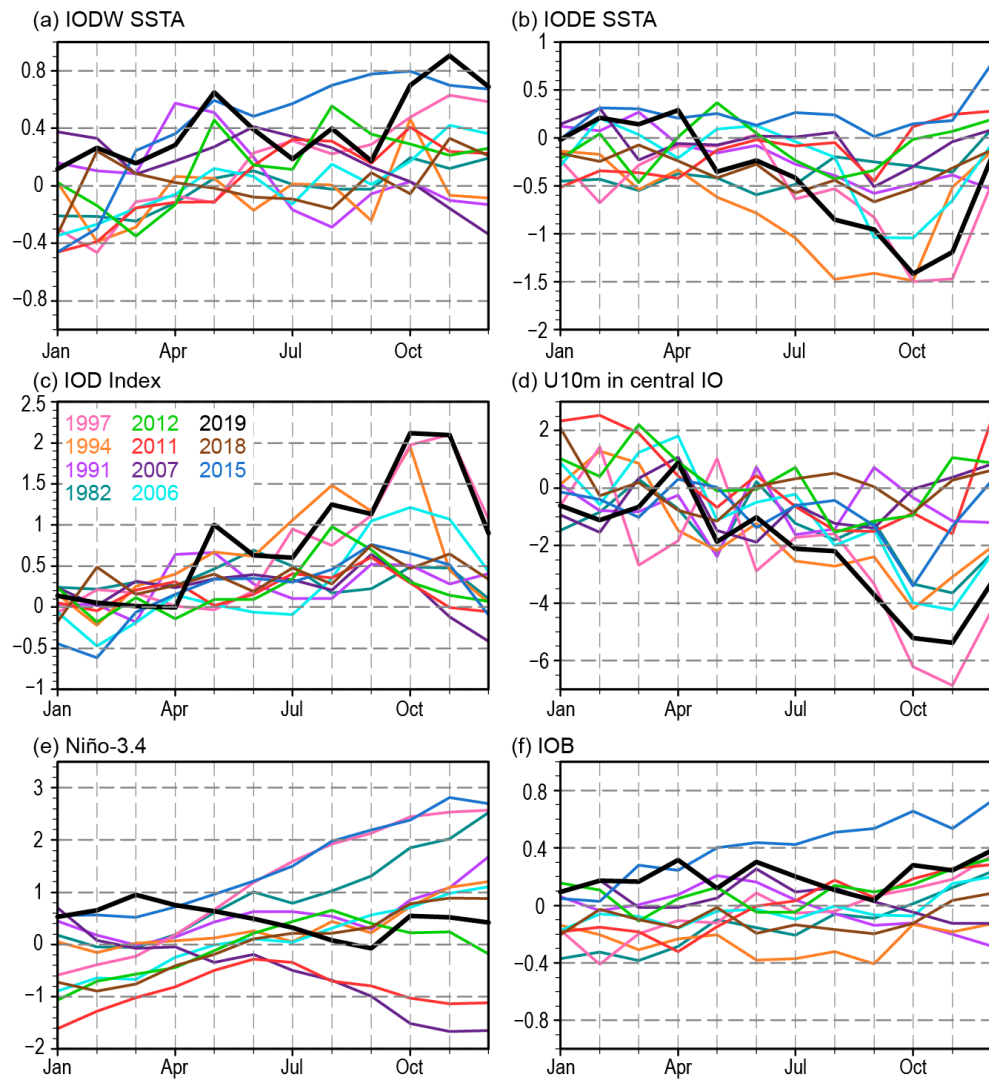 (a) IODW SSTA
0.8
0.4
0
−0.4
−0.8
Jan Apr Jul Oct
(b) IODE SSTA
1
0.5
0
−0.5
−1
−1.5
−2
Jan Apr Jul Oct
(c) IOD Index
2.5
2
1.5
1
0.5
0
−0.5
−1
1997 2012 2019
1994 2011 2018
1991 2007 2015
1982 2006
Jan Apr Jul Oct
(d) U10m in central IO
2
0
−2
−4
−6
Jan Apr Jul Oct
(e) Niño-3.4
3
2
1
0
−1
−2
Jan Apr Jul Oct
(f) IOB
0.8
0.4
0
−0.4
−0.8
Jan Apr Jul Oct